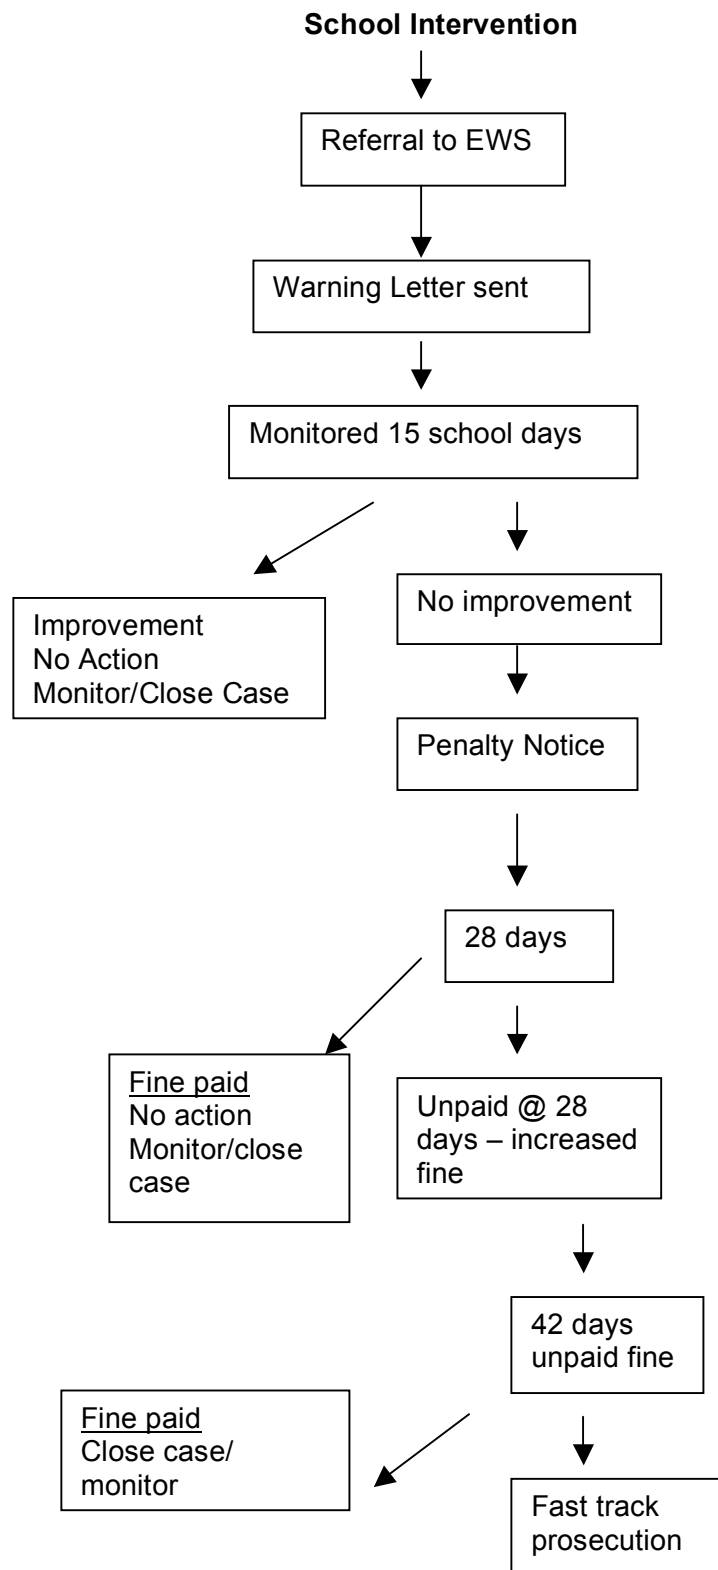 School Intervention
Referral to EWS
Warning Letter sent
Monitored 15 school days
Improvement
No Action
Monitor/Close Case
No improvement
Penalty Notice
28 days
Fine paid
No action
Monitor/close
case
Unpaid @ 28
days – increased
fine
42 days
unpaid fine
Fine paid
Close case/
monitor
Fast track
prosecution